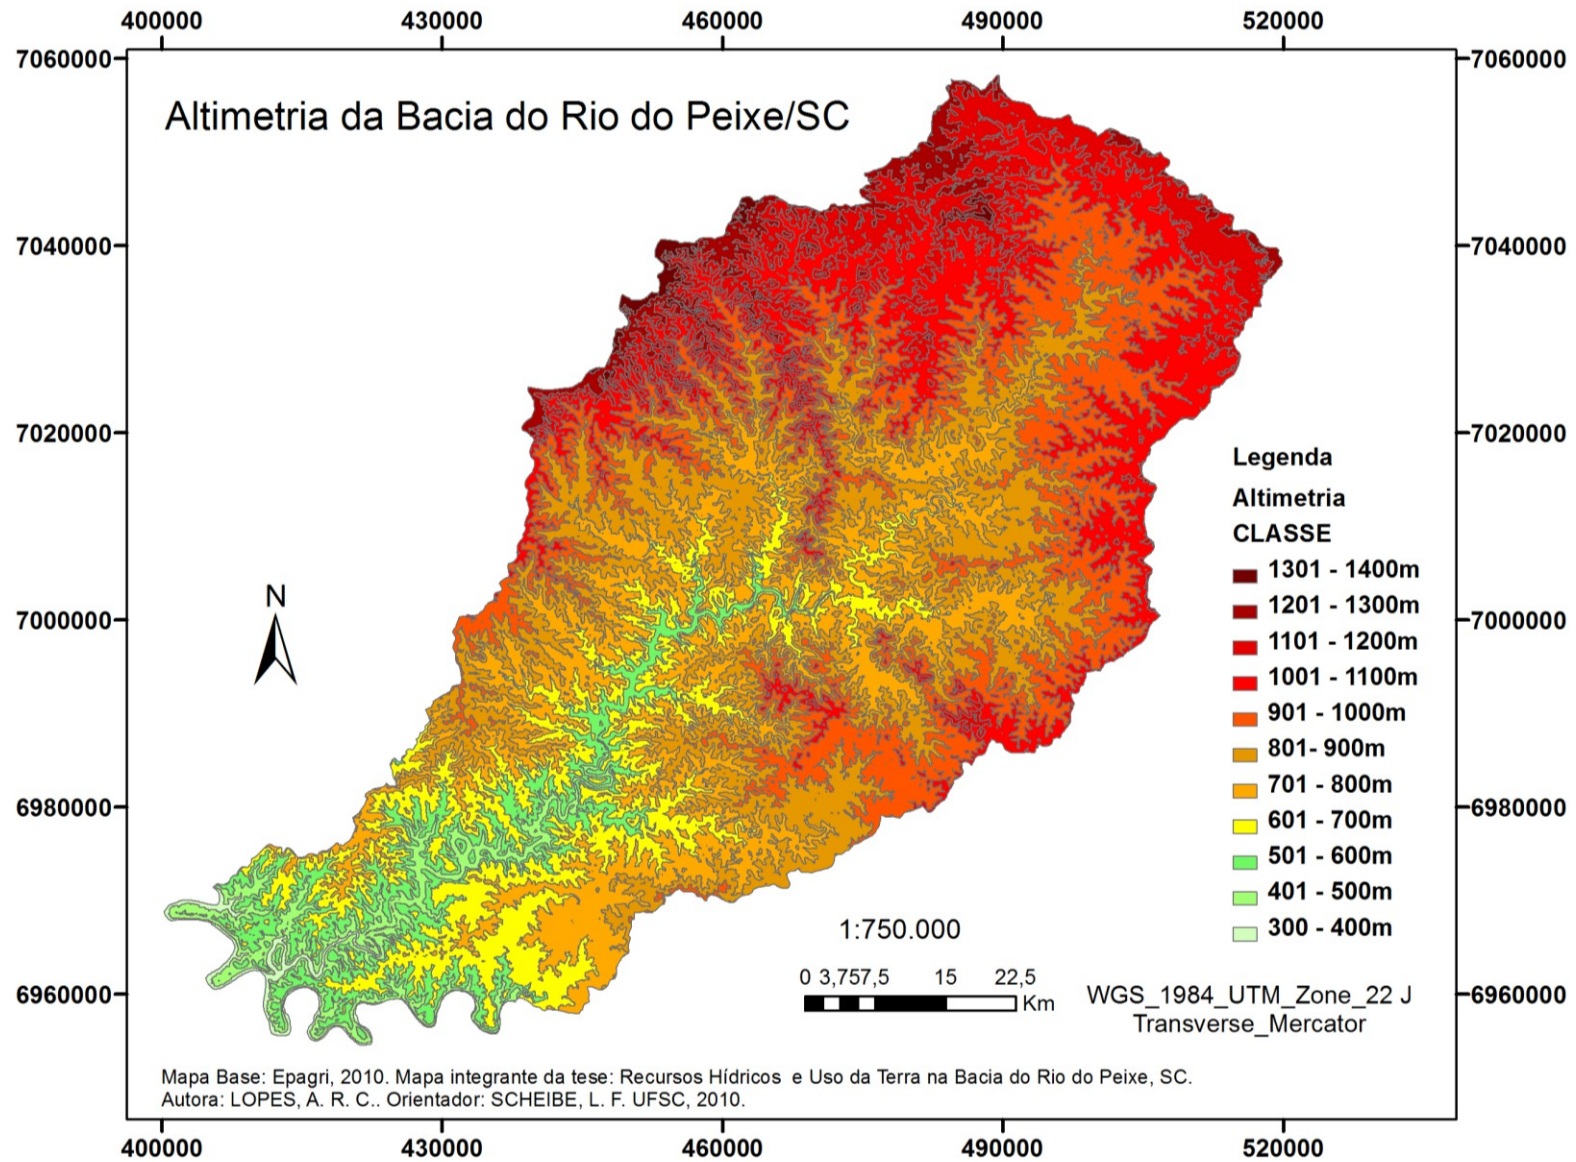 400000 430000 460000 490000 520000
7060000 7060000
Altimetria da Bacia do Rio do Peixe/SC
7040000 7040000
7020000 7020000
Legenda
Altimetria
CLASSE
1301 - 1400m
1201 - 1300m
N
7000000 7000000
1101 - 1200m
1001 - 1100m
901 - 1000m
801- 900m
701 - 800m
6980000 6980000
601 - 700m
501 - 600m
401 - 500m
300 - 400m
1:750.000
0 3,757,5 15 22,5
Km
6960000 6960000
WGS_1984_UTM_Zone_22 J
Transverse_Mercator
Mapa Base: Epagri, 2010. Mapa integrante da tese: Recursos Hídricos e Uso da Terra na Bacia do Rio do Peixe, SC.
Autora: LOPES, A. R. C.. Orientador: SCHEIBE, L. F. UFSC, 2010.
400000 430000 460000 490000 520000